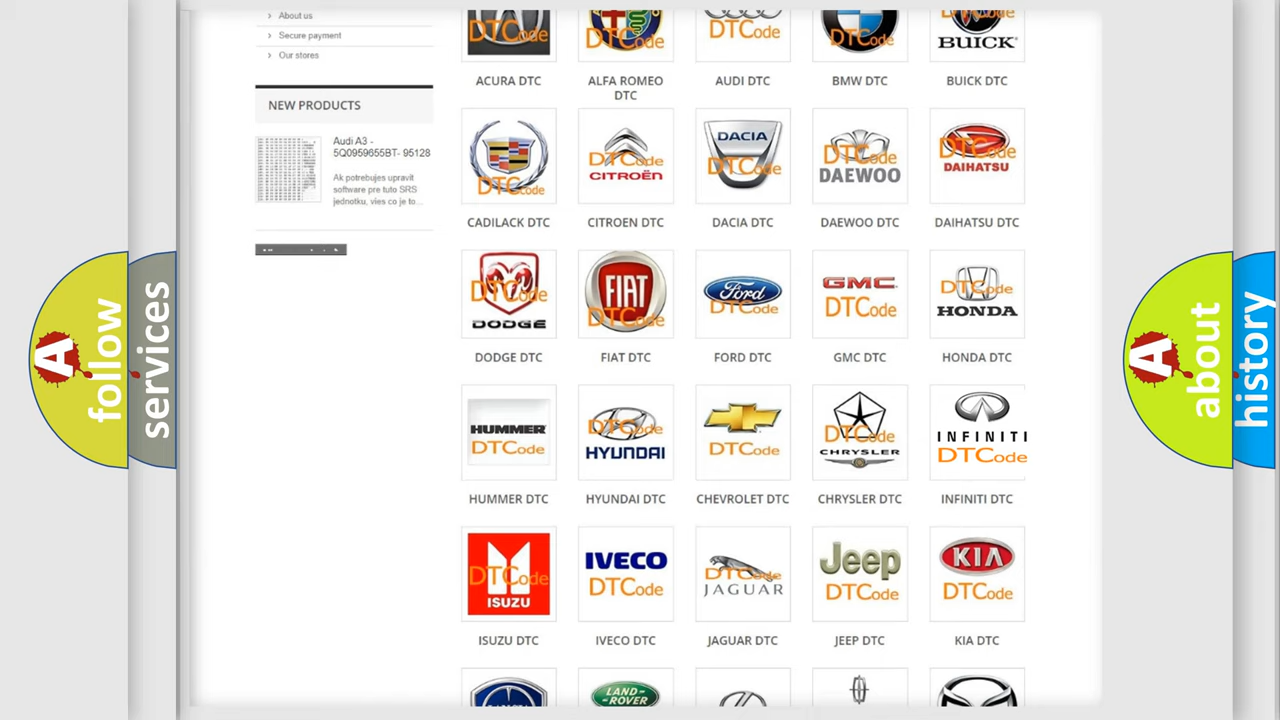 About us
Secure payment
Our stores
NEW PRODUCTS
Audi A3 -
5Q0959655BT- 95128
Ak potrebujes upravit
software pre tuto SRS
jednotku, vies co je to...
DTCode DTCode DTCode DTCode BUICK
ACURA DTC ALFA ROMEO DTC AUDI DTC BMW DTC BUICK DTC
DTCode
DTCode CITROËN
DACIA DTCode
DTCode DAEWOO
DTCode DAIHATSU
CADILACK DTC CITROEN DTC DACIA DTC DAEWOO DTC DAIHATSU DTC
DTCode DODGE
FIAT DTCode
Ford DTCode
GMC DTCode
DTCode HONDA
DODGE DTC FIAT DTC FORD DTC GMC DTC HONDA DTC
HUMMER DTCode
DTCode HYUNDAI
DTCode
DTCode CHRYSLER
INFINITI DTCode
HUMMER DTC HYUNDAI DTC CHEVROLET DTC CHRYSLER DTC INFINITI DTC
DTCode ISUZU
IVECO DTCode
DTCode JAGUAR
Jeep DTCode
KIA DTCode
ISUZU DTC IVECO DTC JAGUAR DTC JEEP DTC KIA DTC
LAND-
ROVER
A follow
services
A about
history